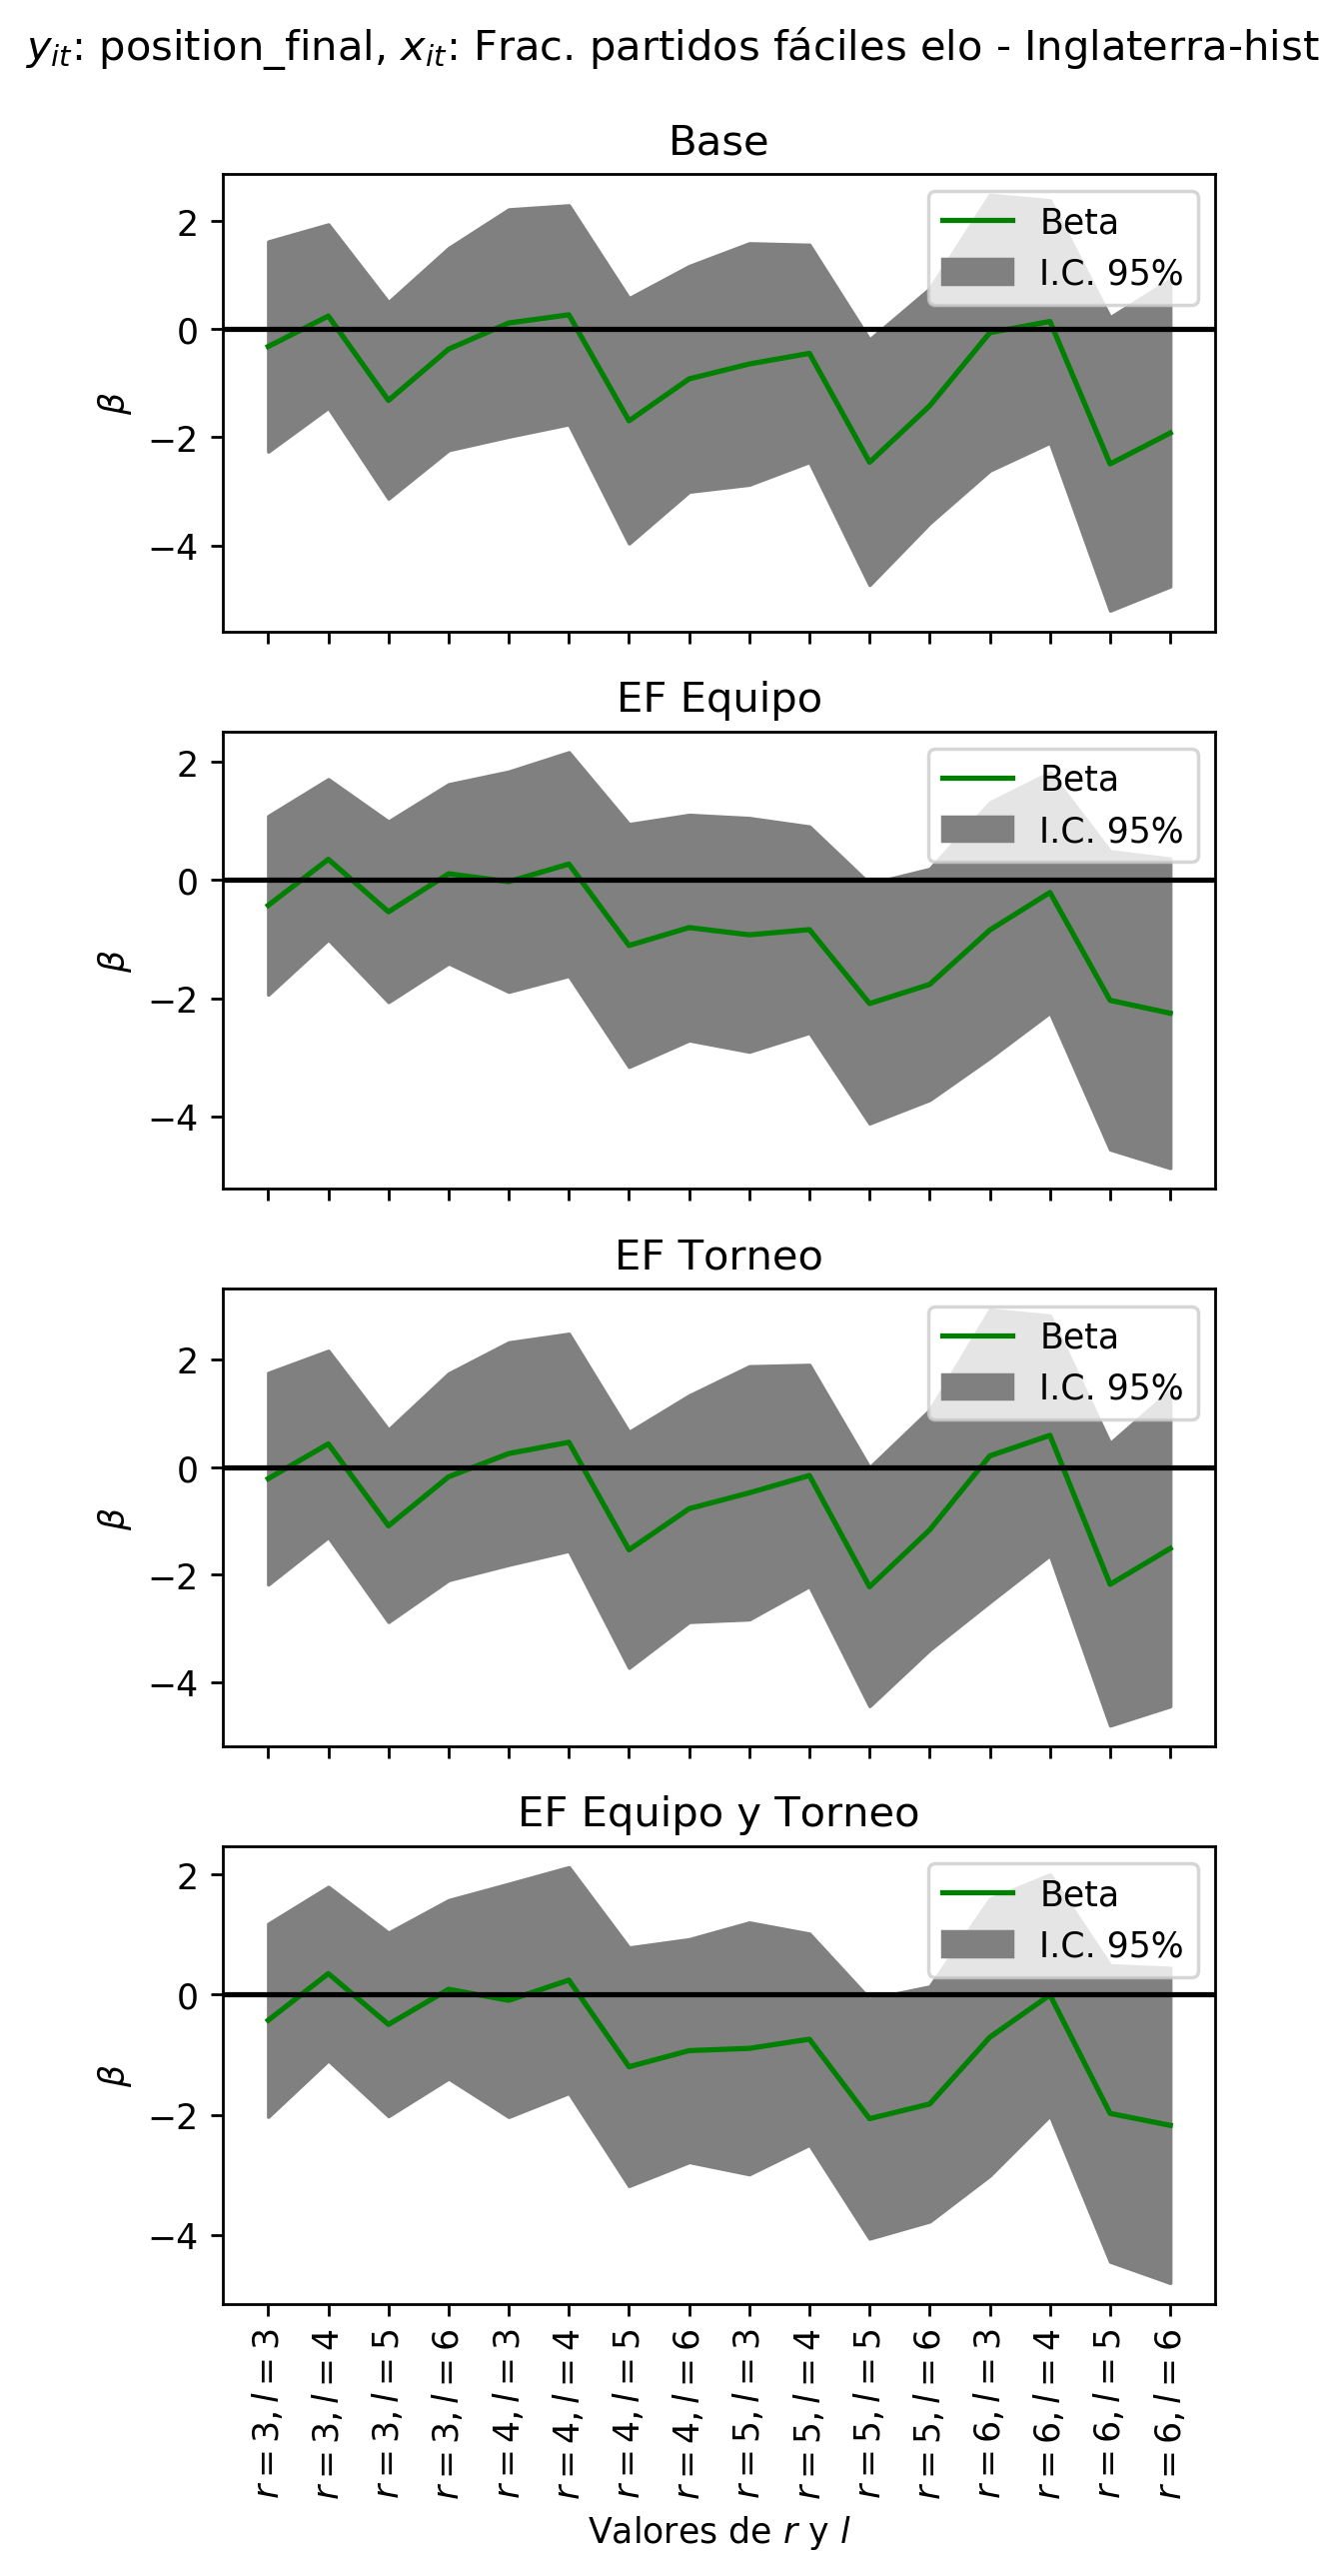 y_it: position_final, x_it: Frac. partidos fáciles elo - Inglaterra-hist
Base
2
0
−2
−4
β
Beta
I.C. 95%
EF Equipo
2
0
−2
−4
β
Beta
I.C. 95%
EF Torneo
2
0
−2
−4
β
Beta
I.C. 95%
EF Equipo y Torneo
2
0
−2
−4
β
Beta
I.C. 95%
r = 3, l = 3
r = 3, l = 4
r = 3, l = 5
r = 3, l = 6
r = 4, l = 3
r = 4, l = 4
r = 4, l = 5
r = 4, l = 6
r = 5, l = 3
r = 5, l = 4
r = 5, l = 5
r = 5, l = 6
r = 6, l = 3
r = 6, l = 4
r = 6, l = 5
r = 6, l = 6
Valores de r y l